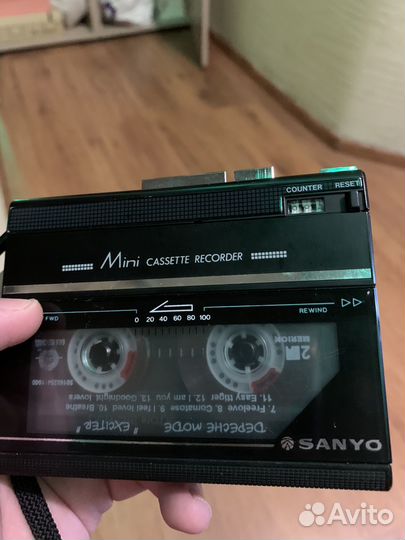 COUNTER RESET
Mini CASSETTE RECORDER
FWD
REWIND
0 20 40 60 80 100
DEPECHE MODE "EXCITER"
7. Freelove 8. Comatose 9. I feel loved 10. Breathe
11. Easy tiger 12. I am you 13. Goodnight lovers
2
SANYO
Avito